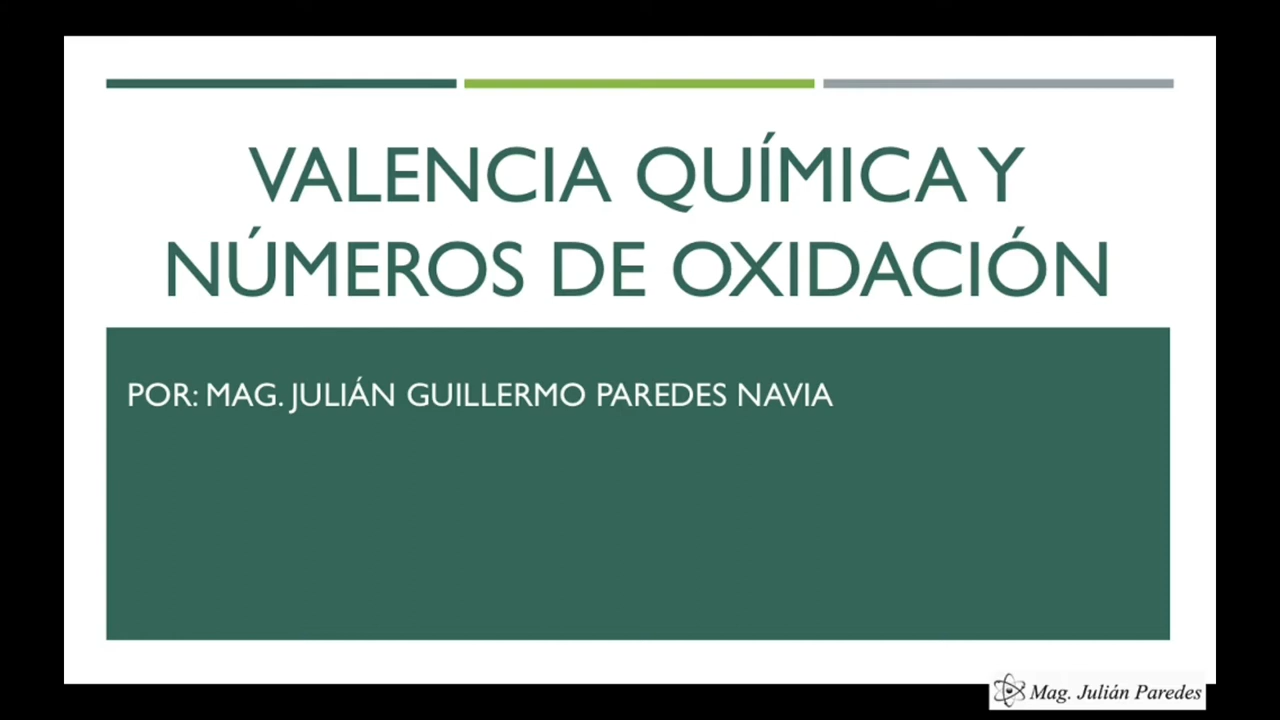 VALENCIA QUÍMICA Y
NÚMEROS DE OXIDACIÓN
POR: MAG. JULIÁN GUILLERMO PAREDES NAVIA
Mag. Julián Paredes